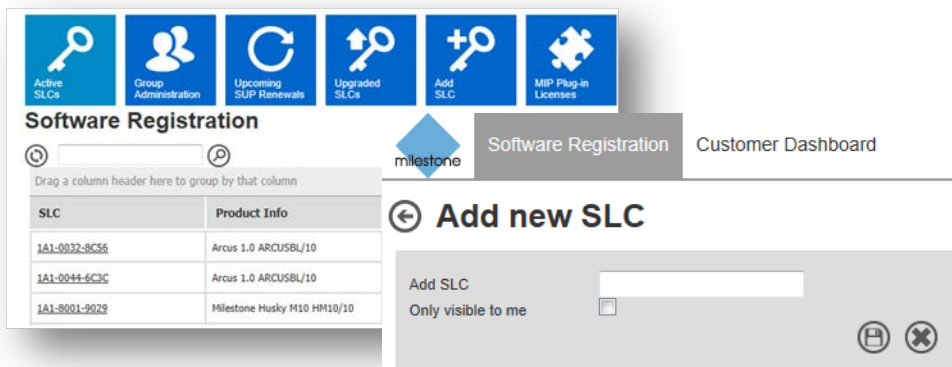 Active
SLCs
Group
Administration
Upcoming
SUP Renewals
Upgraded
SLCs
Add
SLC
MIP Plug-in
Licenses
Software Registration
Drag a column header here to group by that column
SLC
Product Info
1A1-0032-8C56
Arcus 1.0 ARCUSBL/10
1A1-0044-6C3C
Arcus 1.0 ARCUSBL/10
1A1-8001-9029
Milestone Husky M10 HM10/10
milestone
Software Registration
Customer Dashboard
Add new SLC
Add SLC
Only visible to me